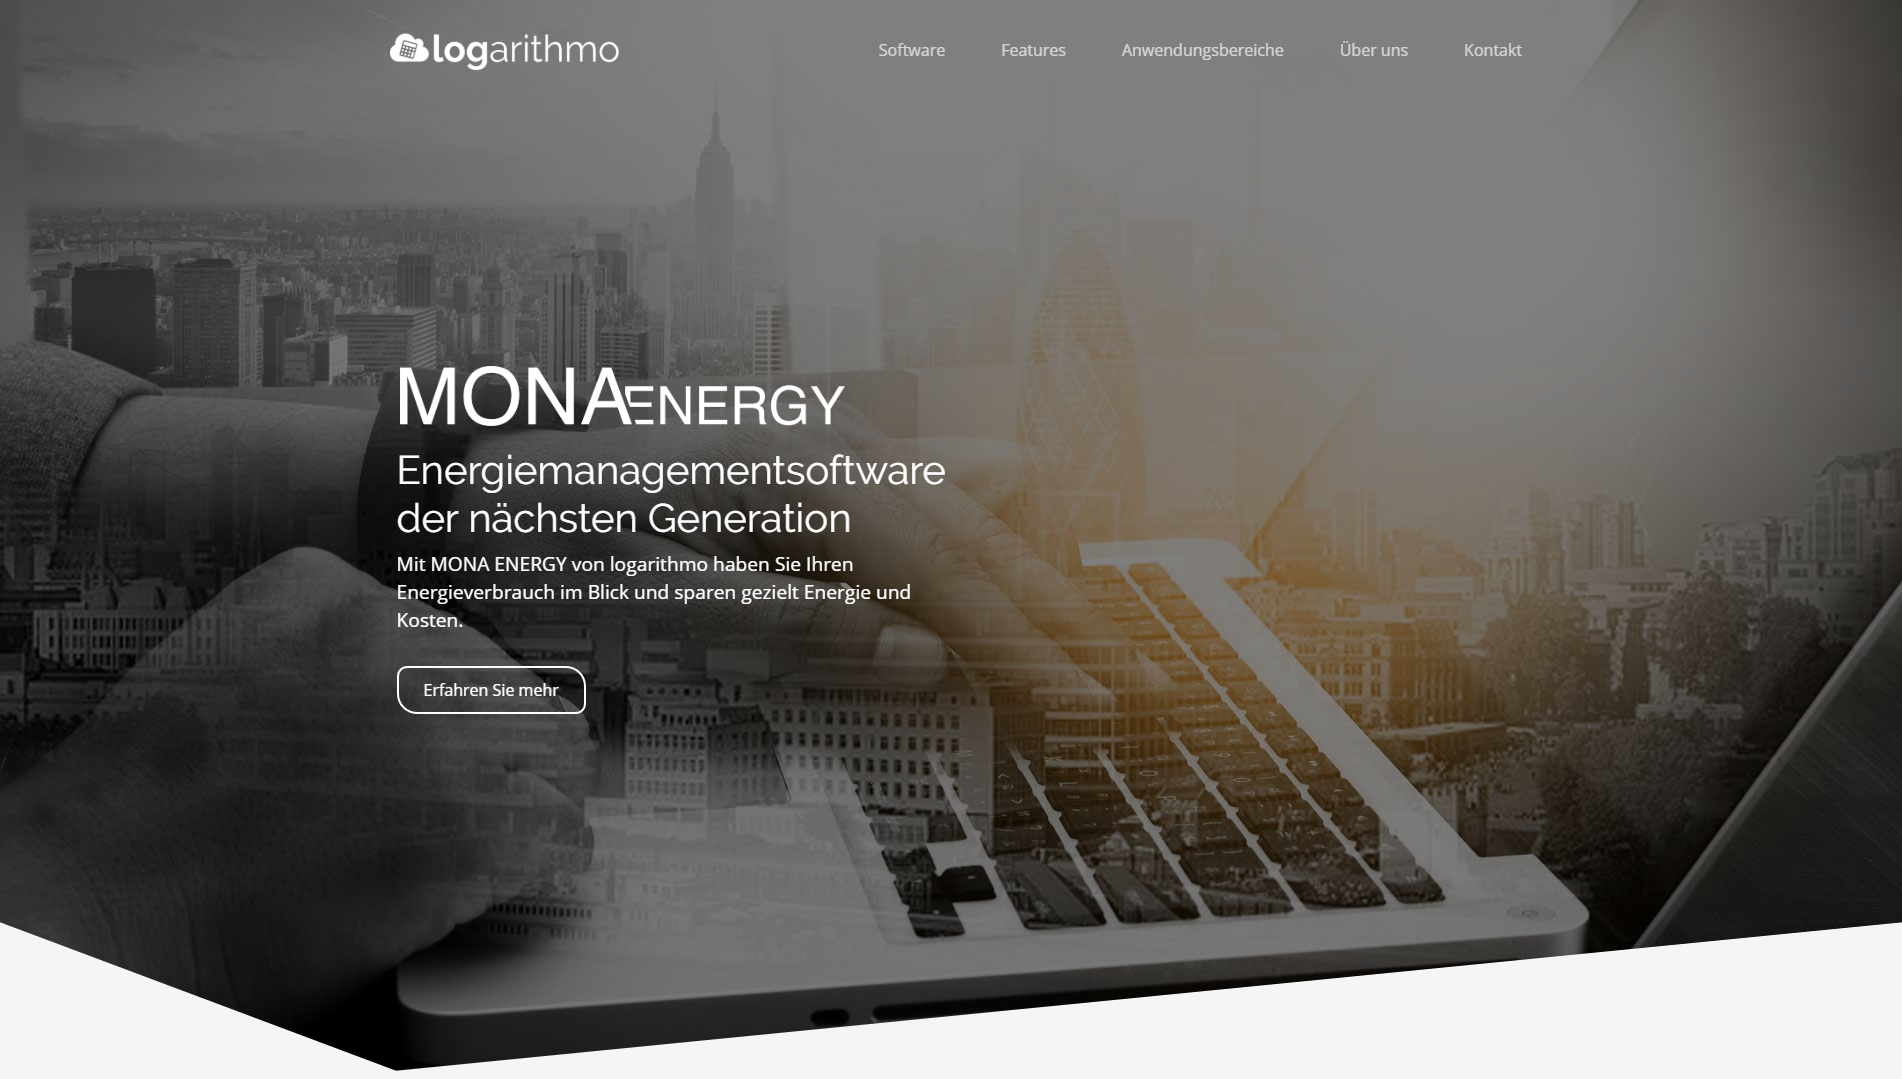 logarithmo
Software
Features
Anwendungsbereiche
Über uns
Kontakt
MONA ENERGY
Energiemanagementsoftware
der nächsten Generation
Mit MONA ENERGY von logarithmo haben Sie Ihren
Energieverbrauch im Blick und sparen gezielt Energie und
Kosten.
Erfahren Sie mehr